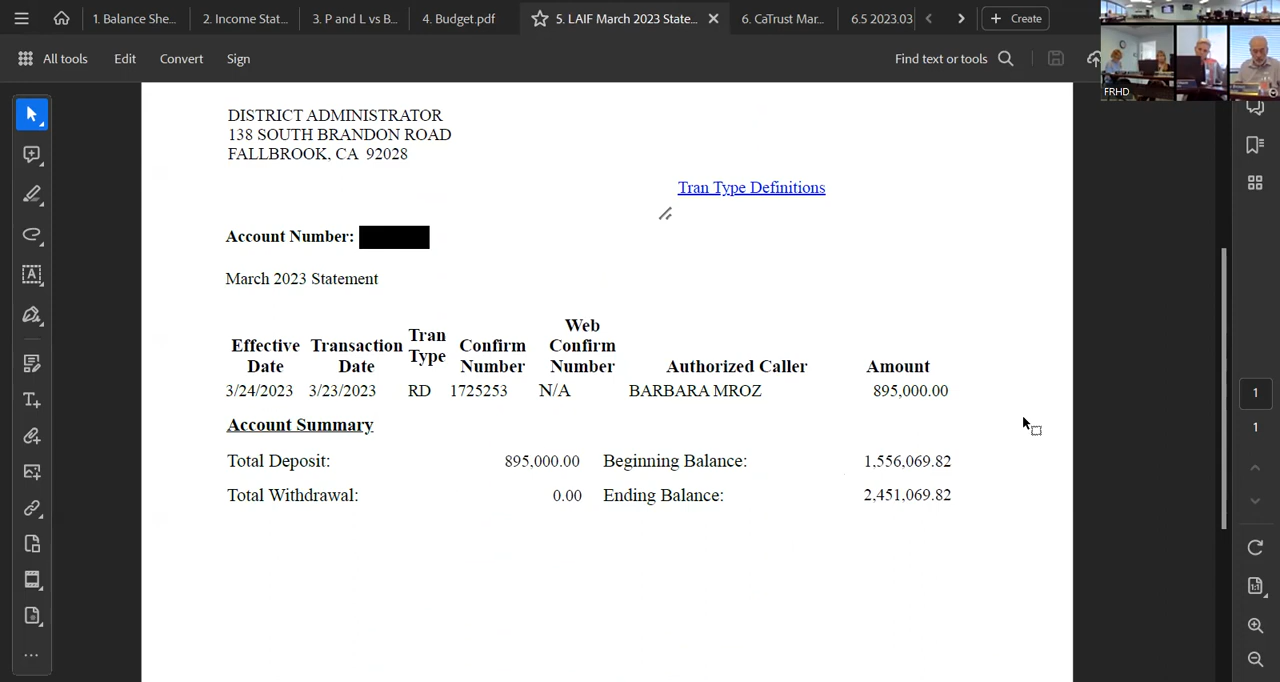 1. Balance She...
2. Income Stat...
3. P and L vs B...
4. Budget.pdf
5. LAIF March 2023 State...
6. CaTrust Mar...
6.5 2023.03
Create
All tools
Edit
Convert
Sign
Find text or tools
FRHD
DISTRICT ADMINISTRATOR
138 SOUTH BRANDON ROAD
FALLBROOK, CA 92028
Tran Type Definitions
Account Number:
March 2023 Statement
Effective Date Transaction Date Tran Type Confirm Number Web Confirm Number Authorized Caller Amount
3/24/2023 3/23/2023 RD 1725253 N/A BARBARA MROZ 895,000.00
Account Summary
Total Deposit: 895,000.00 Beginning Balance: 1,556,069.82
Total Withdrawal: 0.00 Ending Balance: 2,451,069.82
1
1